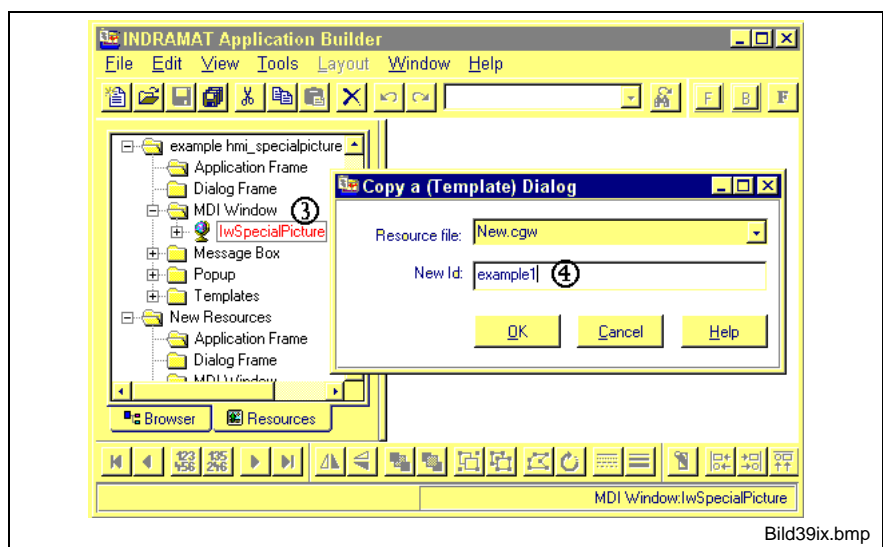 INDRAMAT Application Builder
File Edit View Tools Layout Window Help
F B F
example hmi_specialpicture
Application Frame
Dialog Frame
MDI Window ③
IwSpecialPicture
Message Box
Popup
Templates
New Resources
Application Frame
Dialog Frame
MDI Window
Browser Resources
Copy a (Template) Dialog
Resource file: New.cgw
New Id: example1 ④
OK Cancel Help
123 135
456 246
MDI Window:IwSpecialPicture
Bild39ix.bmp